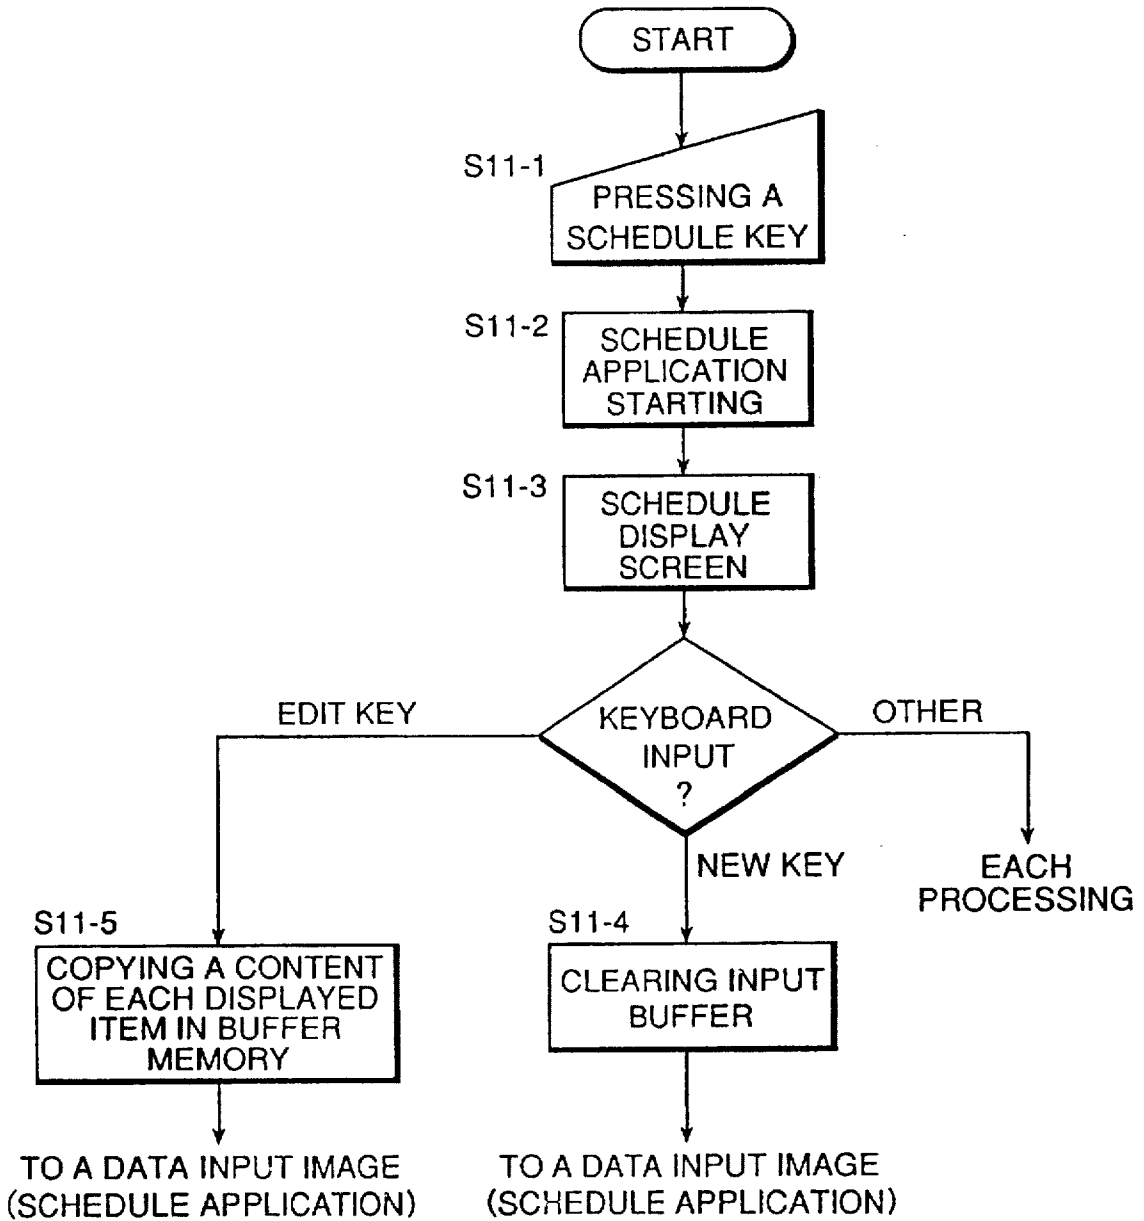 START
S11-1
PRESSING A
SCHEDULE KEY
S11-2
SCHEDULE
APPLICATION
STARTING
S11-3
SCHEDULE
DISPLAY
SCREEN
EDIT KEY
KEYBOARD
INPUT
?
OTHER
NEW KEY
EACH
PROCESSING
S11-5
COPYING A CONTENT
OF EACH DISPLAYED
ITEM IN BUFFER
MEMORY
S11-4
CLEARING INPUT
BUFFER
TO A DATA INPUT IMAGE
(SCHEDULE APPLICATION)
TO A DATA INPUT IMAGE
(SCHEDULE APPLICATION)